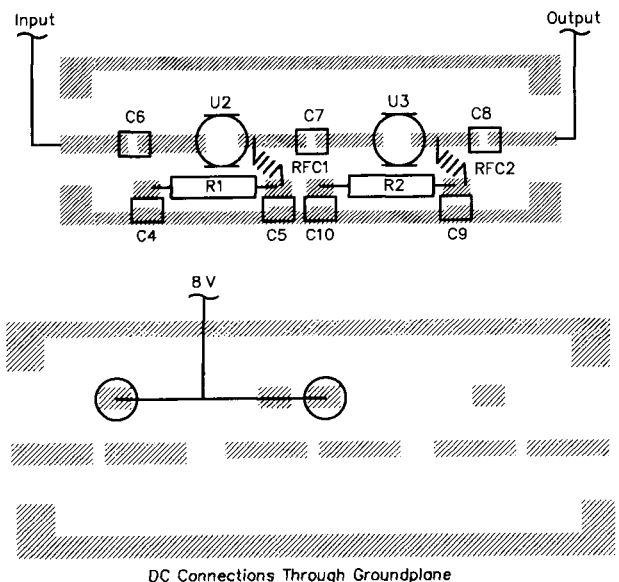 Input
Output
C6
U2
C7
U3
C8
RFC1
RFC2
R1
R2
C4
C5
C10
C9
8 V
DC Connections Through Groundplane